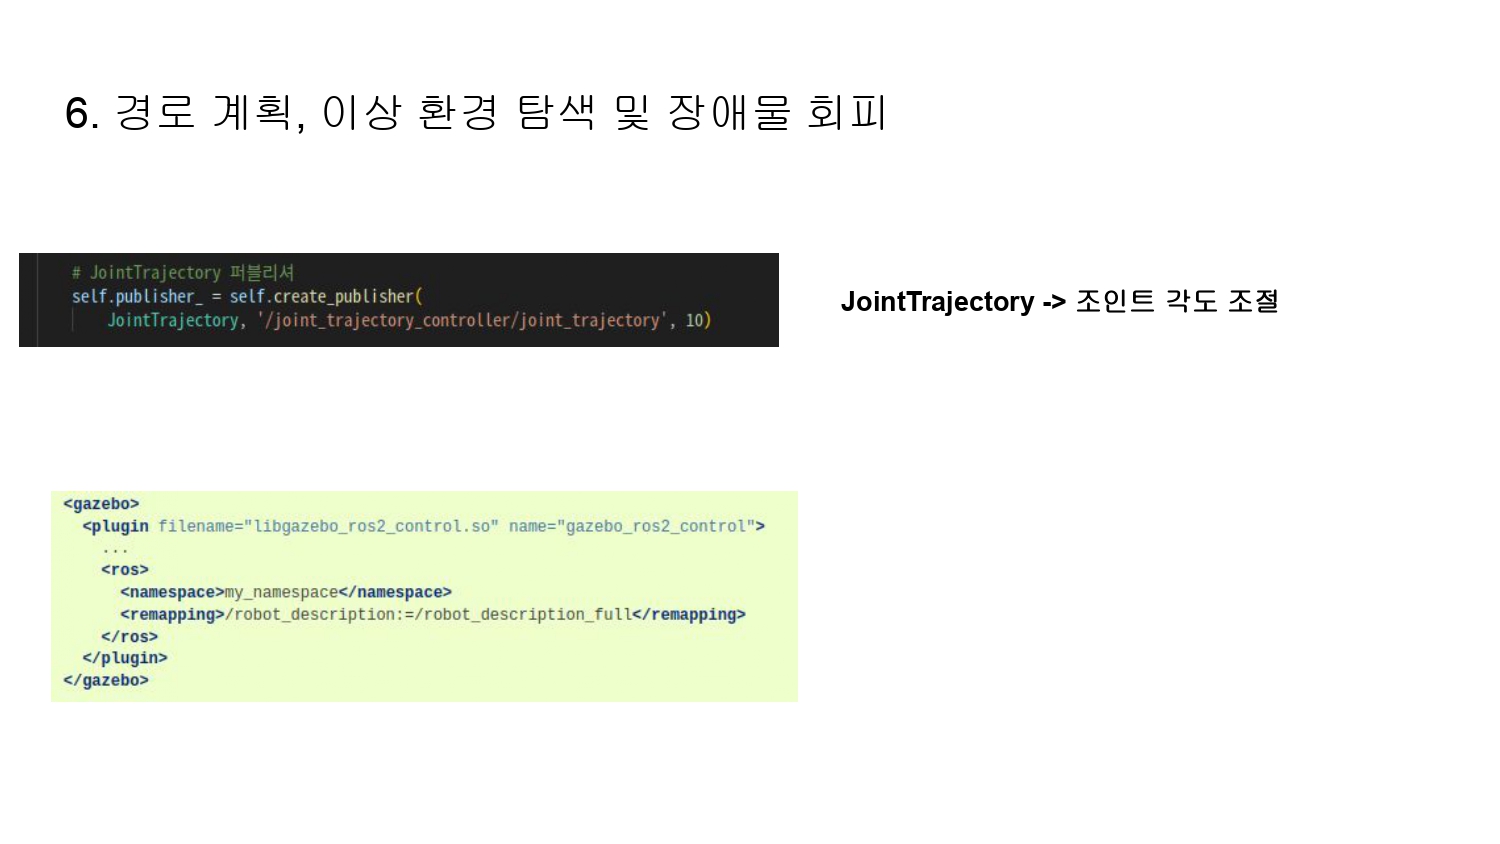 6. 경로 계획, 이상 환경 탐색 및 장애물 회피
# JointTrajectory 퍼블리셔
self.publisher_ = self.create_publisher(
JointTrajectory, '/joint_trajectory_controller/joint_trajectory', 10)
JointTrajectory -> 조인트 각도 조절
<gazebo>
<plugin filename="libgazebo_ros2_control.so" name="gazebo_ros2_control">
...
<ros>
<namespace>my_namespace</namespace>
<remapping>/robot_description:=/robot_description_full</remapping>
</ros>
</plugin>
</gazebo>